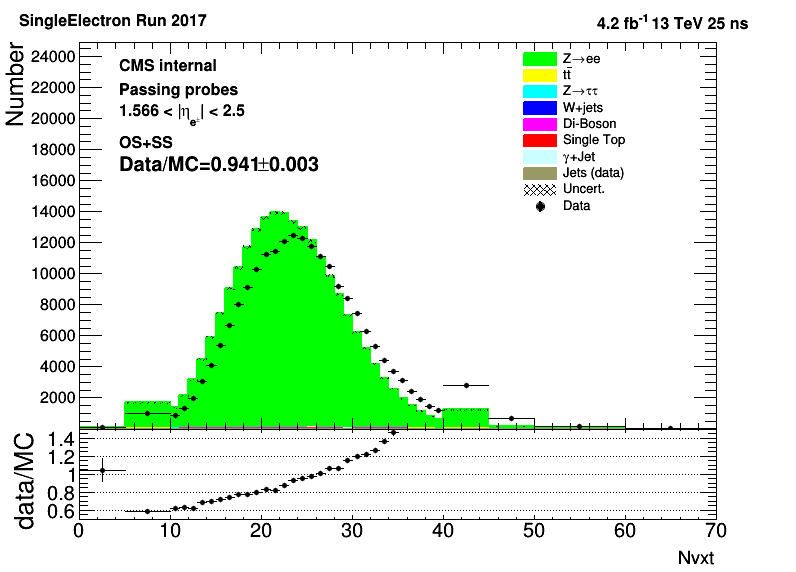 SingleElectron Run 2017
4.2 fb⁻¹ 13 TeV 25 ns
Number
24000
22000
20000
18000
16000
14000
12000
10000
8000
6000
4000
2000
CMS internal
Passing probes
1.566 < |η_e±| < 2.5
OS+SS
Data/MC=0.941±0.003
Z→ee
tt̄
Z→ττ
W+jets
Di-Boson
Single Top
γ+Jet
Jets (data)
Uncert.
Data
data/MC
1.4
1.2
1
0.8
0.6
0 10 20 30 40 50 60 70
Nvxt